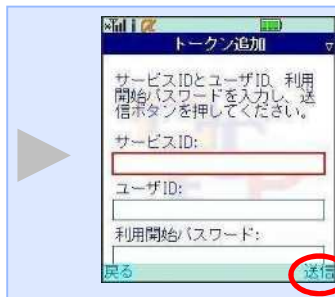 トークン追加
サービスIDとユーザID、利用
開始パスワードを入力し、送
信ボタンを押してください。
サービスID:
ユーザID:
利用開始パスワード:
戻る 送信